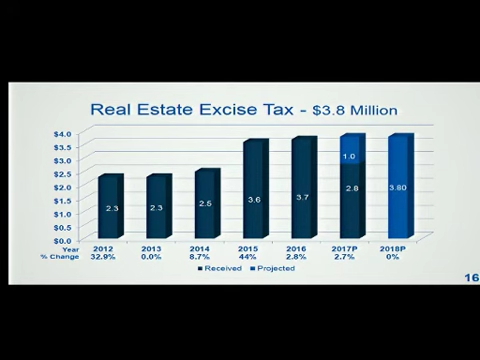 Real Estate Excise Tax - $3.8 Million
$4.0
$3.5
$3.0
$2.5
$2.0
$1.5
$1.0
$0.5
$0.0
2.3 2.3 2.5 3.6 3.7 1.0 2.8 3.80
Year 2012 2013 2014 2015 2016 2017P 2018P
% Change 32.9% 0.0% 8.7% 44% 2.8% 2.7% 0%
Received Projected
16